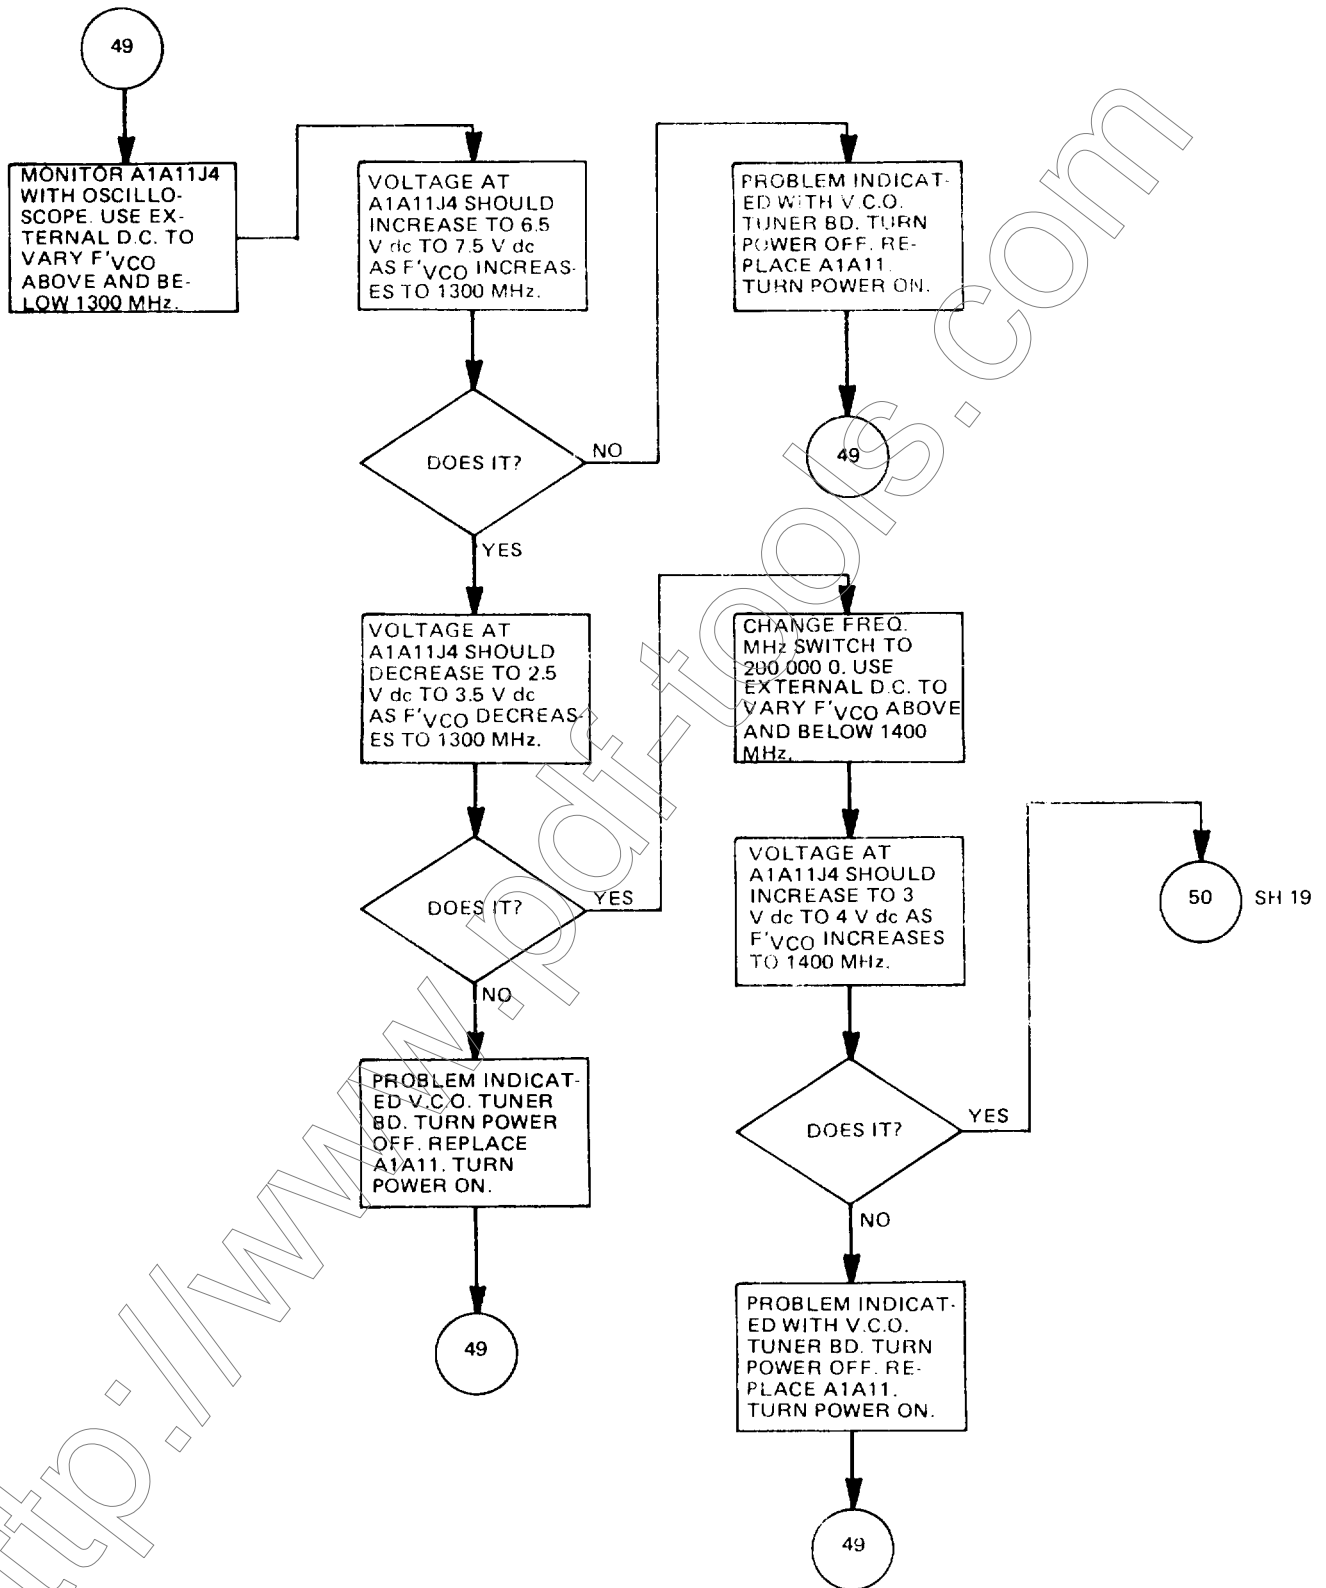 49
MONITOR A1A11J4
WITH OSCILLO-
SCOPE. USE EX-
TERNAL D.C. TO
VARY F'VCO
ABOVE AND BE-
LOW 1300 MHz.
VOLTAGE AT
A1A11J4 SHOULD
INCREASE TO 6.5
V dc TO 7.5 V dc
AS F'VCO INCREAS-
ES TO 1300 MHz.
DOES IT?
NO
PROBLEM INDICAT-
ED WITH V.C.O.
TUNER BD. TURN
POWER OFF. RE-
PLACE A1A11.
TURN POWER ON.
49
YES
VOLTAGE AT
A1A11J4 SHOULD
DECREASE TO 2.5
V dc TO 3.5 V dc
AS F'VCO DECREAS-
ES TO 1300 MHz.
DOES IT?
YES
CHANGE FREQ.
MHz SWITCH TO
200 000 0. USE
EXTERNAL D.C. TO
VARY F'VCO ABOVE
AND BELOW 1400
MHz.
VOLTAGE AT
A1A11J4 SHOULD
INCREASE TO 3
V dc TO 4 V dc AS
F'VCO INCREASES
TO 1400 MHz.
DOES IT?
YES
50 SH 19
NO
PROBLEM INDICAT-
ED V.C.O. TUNER
BD. TURN POWER
OFF. REPLACE
A1A11. TURN
POWER ON.
49
NO
PROBLEM INDICAT-
ED WITH V.C.O.
TUNER BD. TURN
POWER OFF. RE-
PLACE A1A11.
TURN POWER ON.
49
http://www.pdf-tools.com